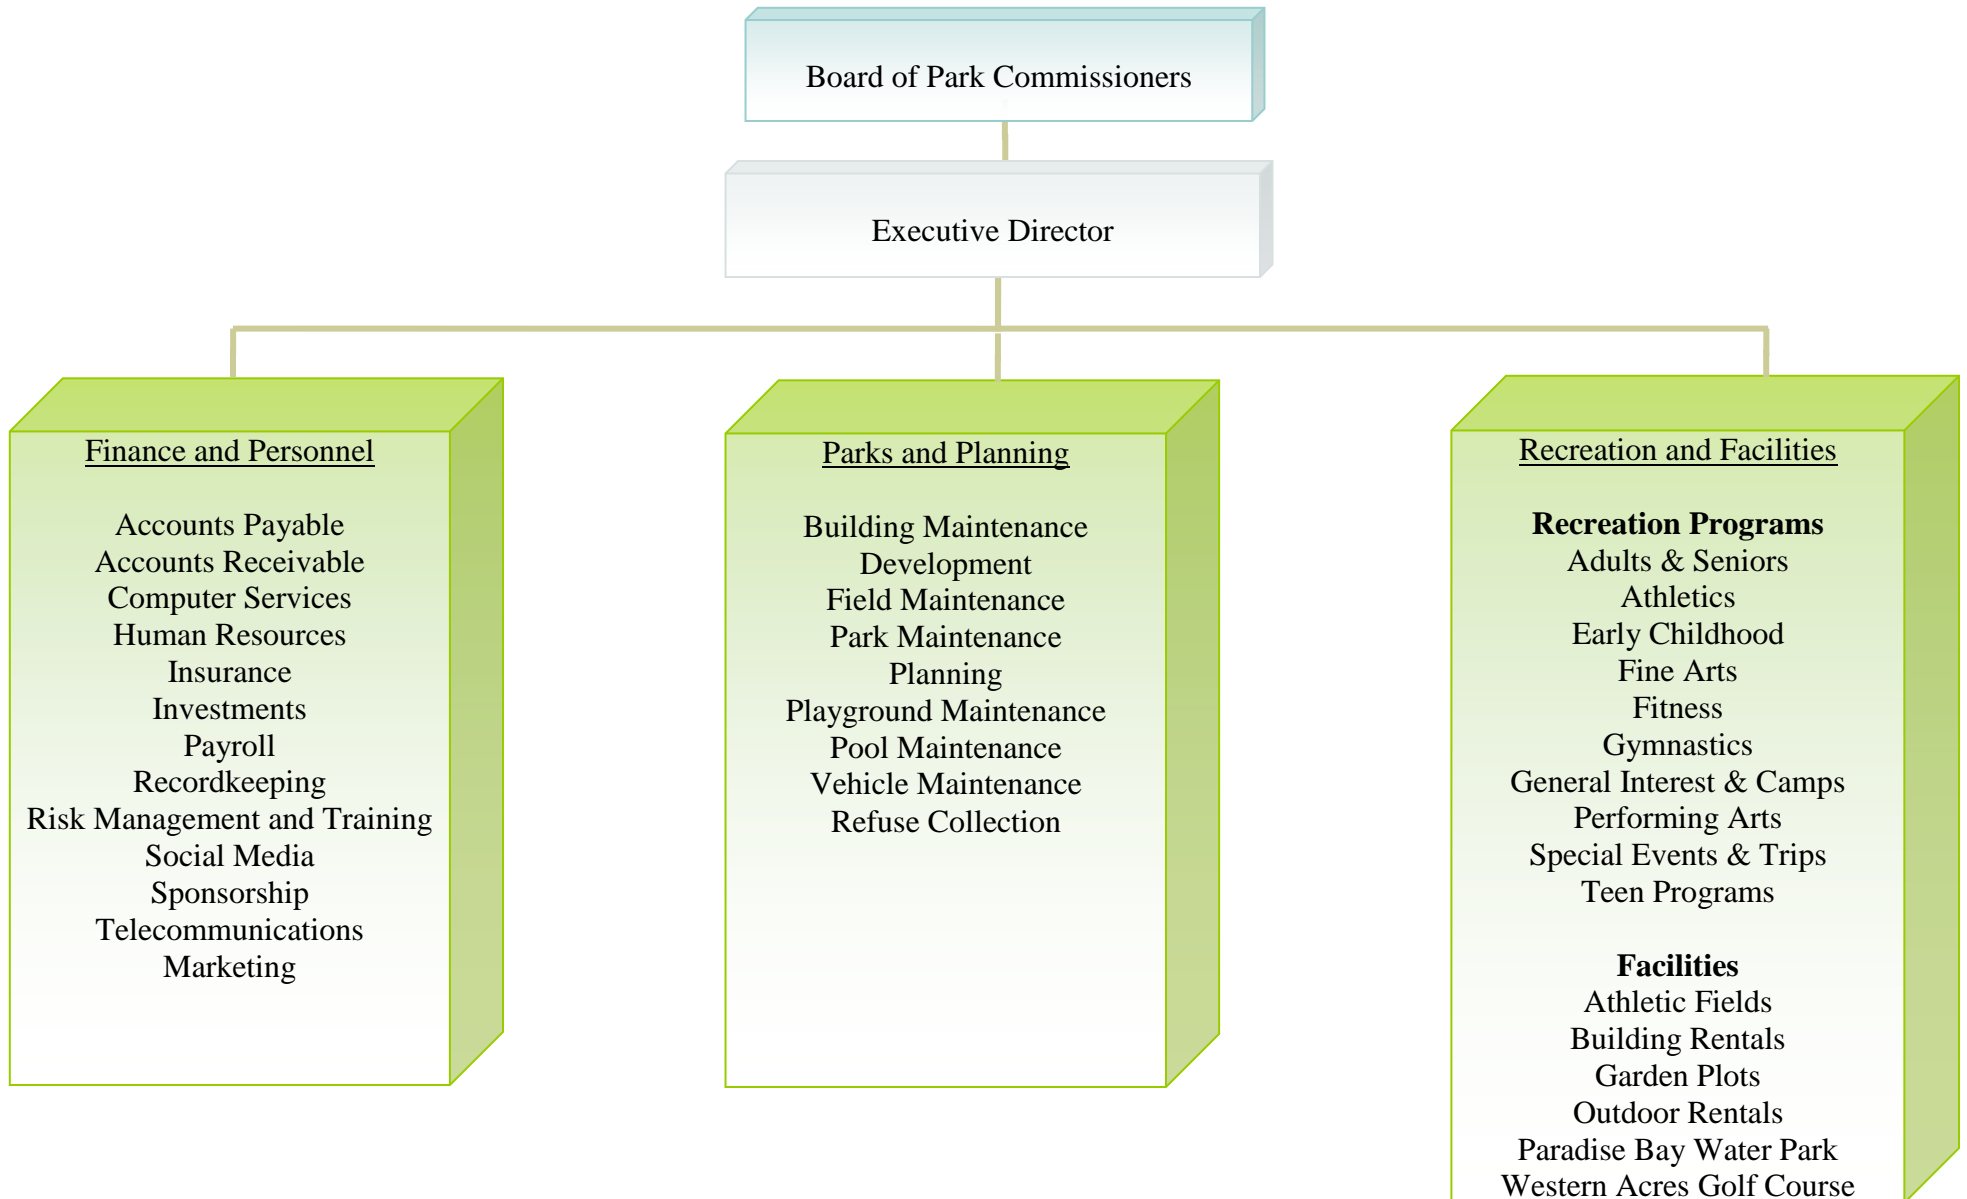 Board of Park Commissioners
Executive Director
Finance and Personnel
Accounts Payable
Accounts Receivable
Computer Services
Human Resources
Insurance
Investments
Payroll
Recordkeeping
Risk Management and Training
Social Media
Sponsorship
Telecommunications
Marketing
Parks and Planning
Building Maintenance
Development
Field Maintenance
Park Maintenance
Planning
Playground Maintenance
Pool Maintenance
Vehicle Maintenance
Refuse Collection
Recreation and Facilities
Recreation Programs
Adults & Seniors
Athletics
Early Childhood
Fine Arts
Fitness
Gymnastics
General Interest & Camps
Performing Arts
Special Events & Trips
Teen Programs
Facilities
Athletic Fields
Building Rentals
Garden Plots
Outdoor Rentals
Paradise Bay Water Park
Western Acres Golf Course